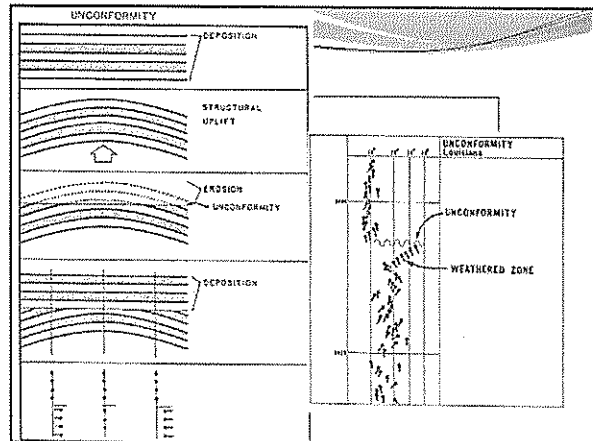 UNCONFORMITY
DEPOSITION
STRUCTURAL
UPLIFT
EROSION
UNCONFORMITY
DEPOSITION
UNCONFORMITY
Louisiana
UNCONFORMITY
WEATHERED ZONE